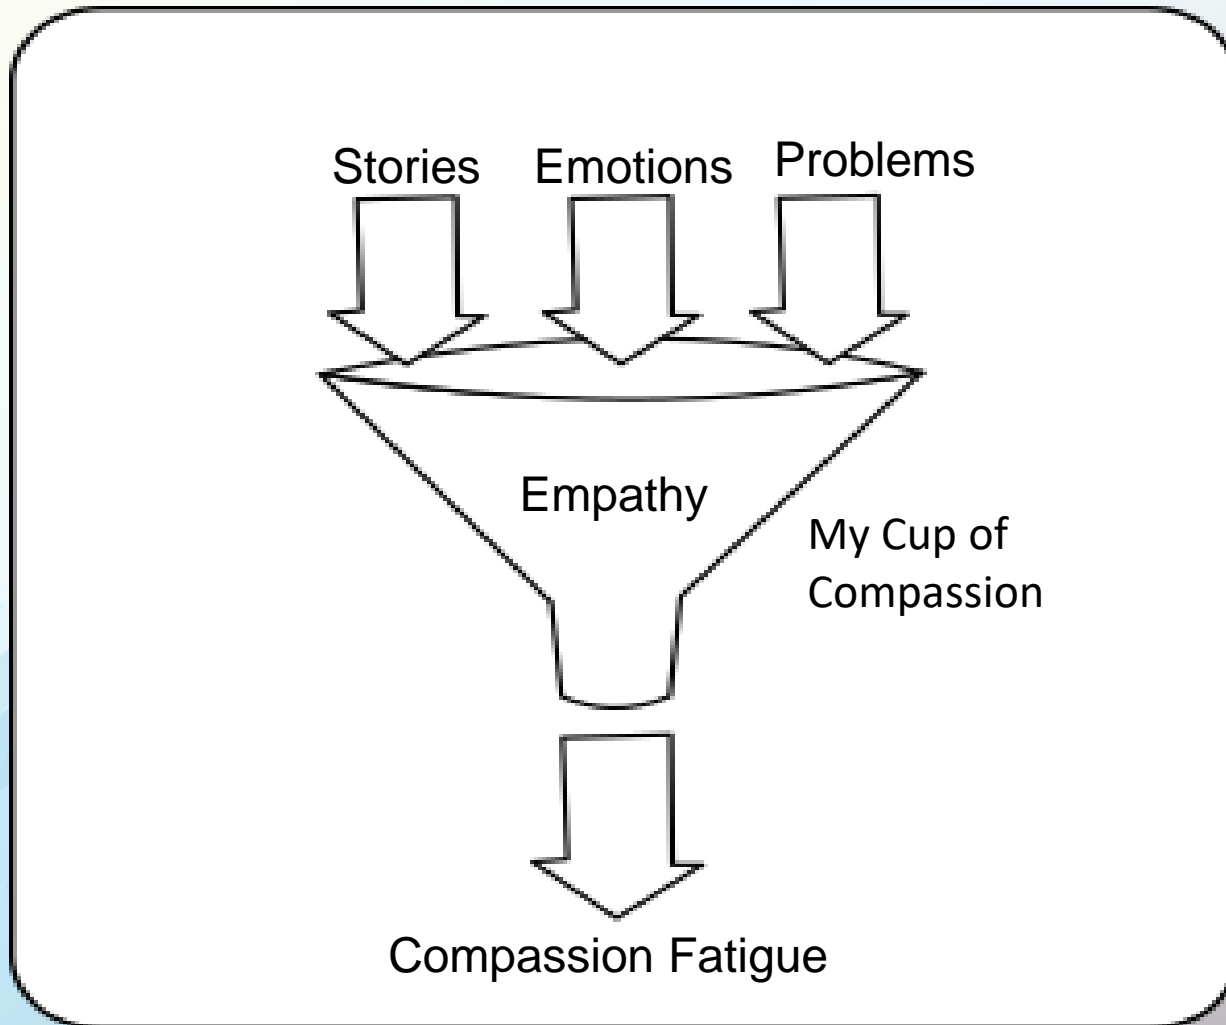 Stories Emotions Problems
Empathy
My Cup of
Compassion
Compassion Fatigue